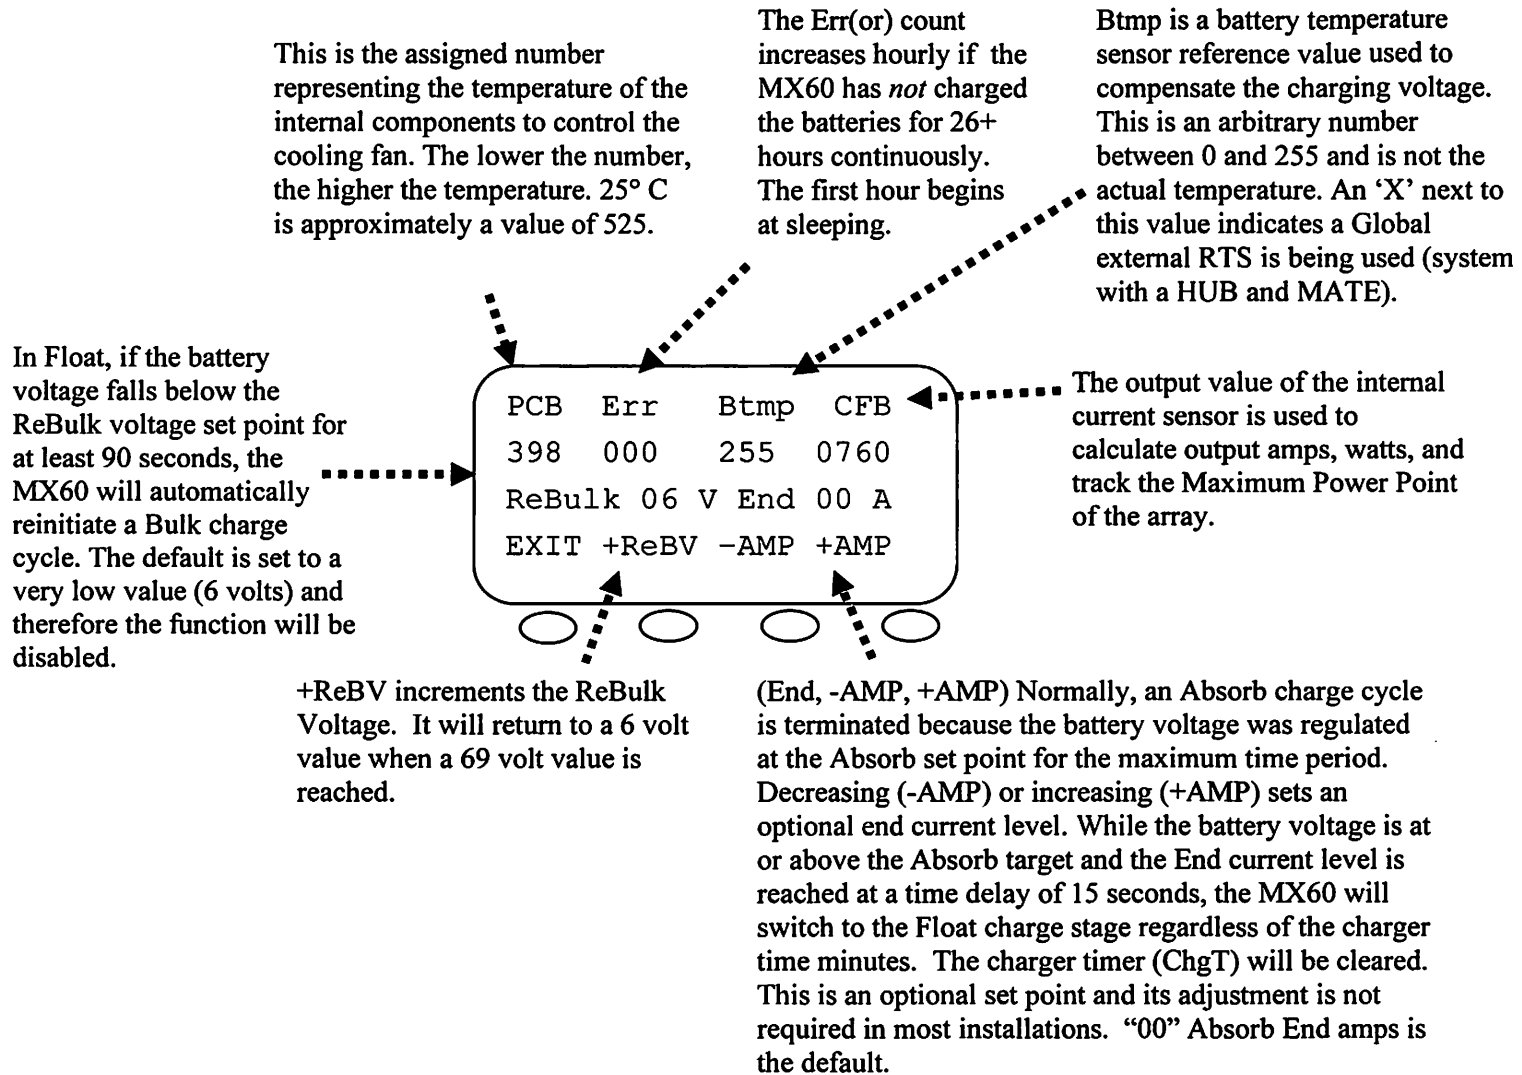 This is the assigned number
representing the temperature of the
internal components to control the
cooling fan. The lower the number,
the higher the temperature. 25° C
is approximately a value of 525.
The Err(or) count
increases hourly if the
MX60 has not charged
the batteries for 26+
hours continuously.
The first hour begins
at sleeping.
Btmp is a battery temperature
sensor reference value used to
compensate the charging voltage.
This is an arbitrary number
between 0 and 255 and is not the
actual temperature. An ‘X’ next to
this value indicates a Global
external RTS is being used (system
with a HUB and MATE).
In Float, if the battery
voltage falls below the
ReBulk voltage set point for
at least 90 seconds, the
MX60 will automatically
reinitiate a Bulk charge
cycle. The default is set to a
very low value (6 volts) and
therefore the function will be
disabled.
PCB Err Btmp CFB
398 000 255 0760
ReBulk 06 V End 00 A
EXIT +ReBV -AMP +AMP
The output value of the internal
current sensor is used to
calculate output amps, watts, and
track the Maximum Power Point
of the array.
+ReBV increments the ReBulk
Voltage. It will return to a 6 volt
value when a 69 volt value is
reached.
(End, -AMP, +AMP) Normally, an Absorb charge cycle
is terminated because the battery voltage was regulated
at the Absorb set point for the maximum time period.
Decreasing (-AMP) or increasing (+AMP) sets an
optional end current level. While the battery voltage is at
or above the Absorb target and the End current level is
reached at a time delay of 15 seconds, the MX60 will
switch to the Float charge stage regardless of the charger
time minutes. The charger timer (ChgT) will be cleared.
This is an optional set point and its adjustment is not
required in most installations. “00” Absorb End amps is
the default.